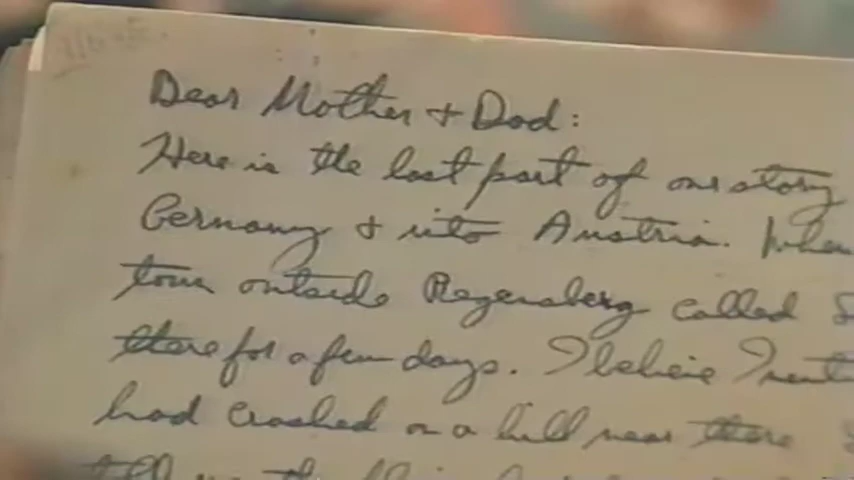 Dear Mother + Dad:
Here is the last part of our story
Germany + into Austria. When
town outside Regensberg called S
there for a few days. I believe I
had crashed on a hill near there